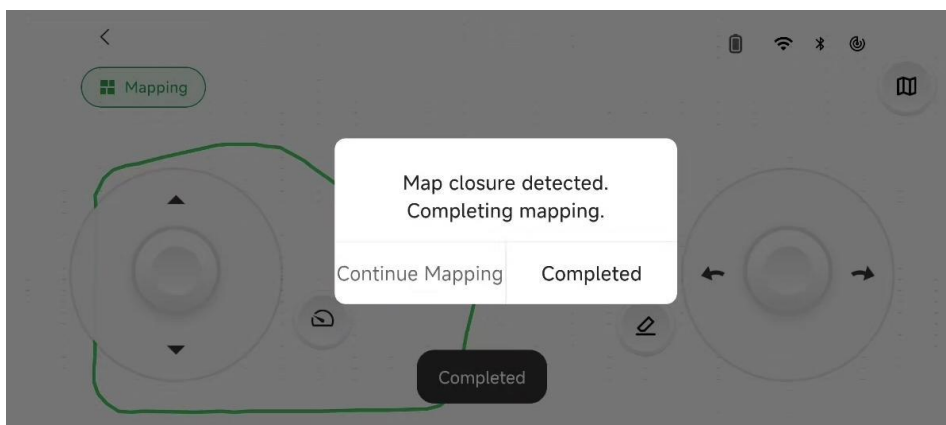 Mapping
Map closure detected.
Completing mapping.
Continue Mapping
Completed
Completed